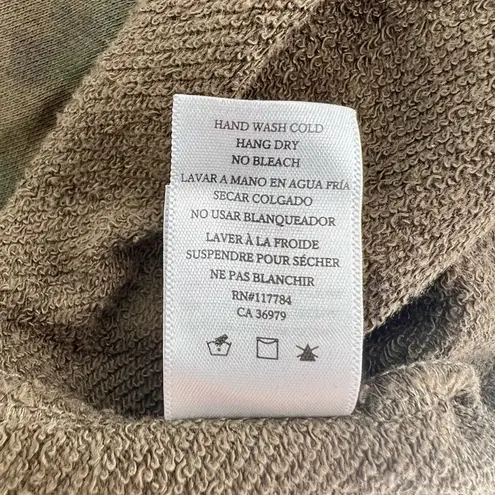 HAND WASH COLD
HANG DRY
NO BLEACH
LAVAR A MANO EN AGUA FRÍA
SECAR COLGADO
NO USAR BLANQUEADOR
LAVER À LA FROIDE
SUSPENDRE POUR SÉCHER
NE PAS BLANCHIR
RN#117784
CA 36979